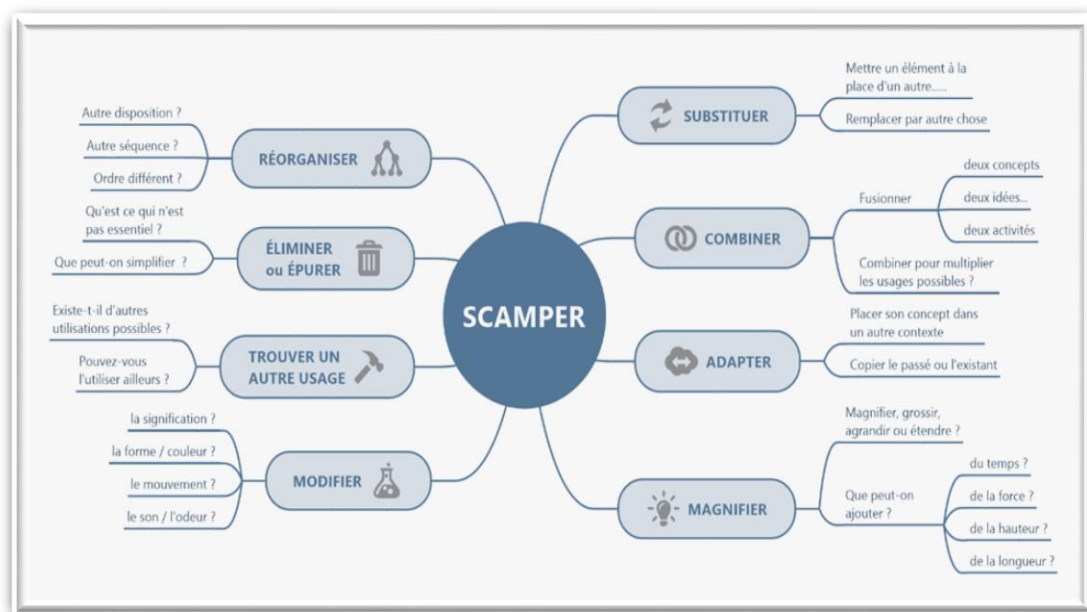 SCAMPER
SUBSTITUER
Mettre un élément à la
place d'un autre......
Remplacer par autre chose
COMBINER
Fusionner
deux concepts
deux idées...
deux activités
Combiner pour multiplier
les usages possibles ?
ADAPTER
Placer son concept dans
un autre contexte
Copier le passé ou l'existant
MAGNIFIER
Magnifier, grossir,
agrandir ou étendre ?
Que peut-on
ajouter ?
du temps ?
de la force ?
de la hauteur ?
de la longueur ?
MODIFIER
la signification ?
la forme / couleur ?
le mouvement ?
le son / l'odeur ?
TROUVER UN
AUTRE USAGE
Existe-t-il d'autres
utilisations possibles ?
Pouvez-vous
l'utiliser ailleurs ?
ÉLIMINER
ou ÉPURER
Qu'est ce qui n'est
pas essentiel ?
Que peut-on simplifier ?
RÉORGANISER
Autre disposition ?
Autre séquence ?
Ordre différent ?